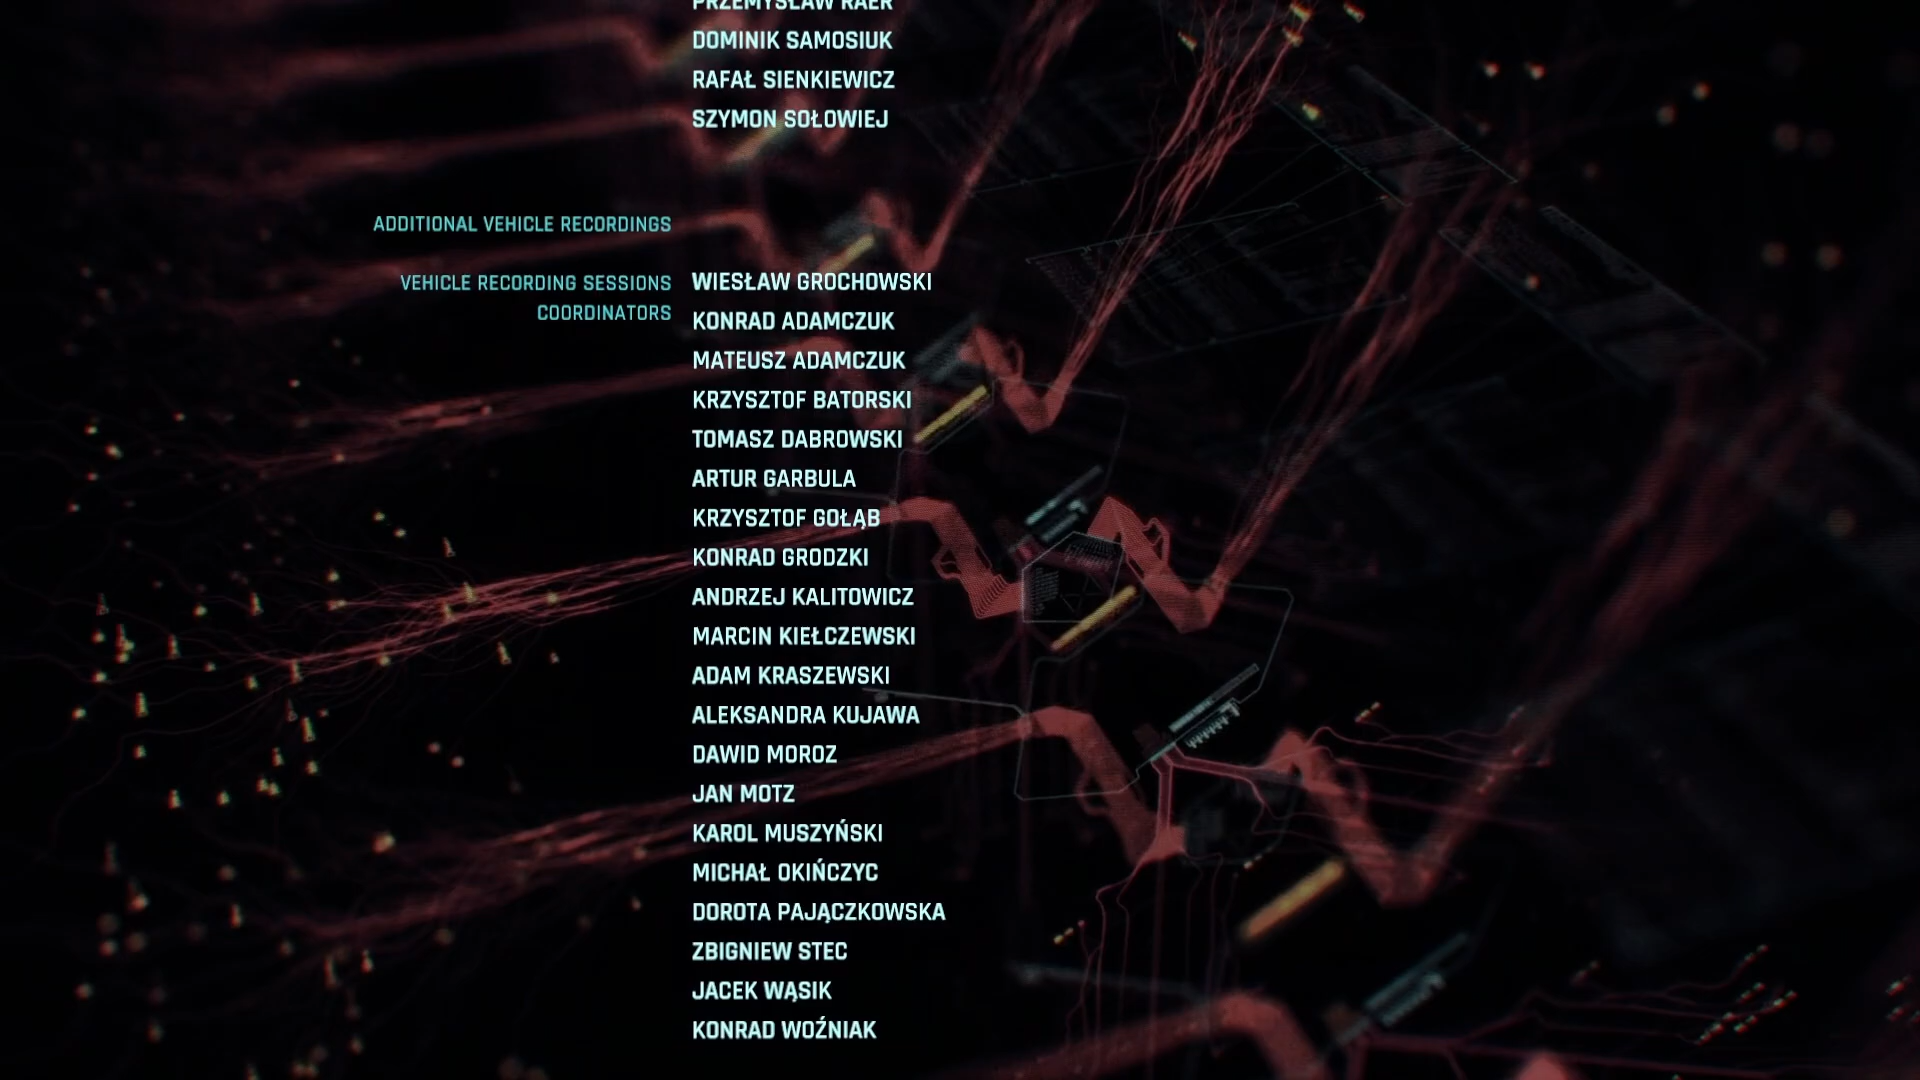 PRZEMYSŁAW RAER
DOMINIK SAMOSIUK
RAFAŁ SIENKIEWICZ
SZYMON SOŁOWIEJ
ADDITIONAL VEHICLE RECORDINGS
VEHICLE RECORDING SESSIONS
COORDINATORS
WIESŁAW GROCHOWSKI
KONRAD ADAMCZUK
MATEUSZ ADAMCZUK
KRZYSZTOF BATORSKI
TOMASZ DABROWSKI
ARTUR GARBULA
KRZYSZTOF GOŁĄB
KONRAD GRODZKI
ANDRZEJ KALITOWICZ
MARCIN KIEŁCZEWSKI
ADAM KRASZEWSKI
ALEKSANDRA KUJAWA
DAWID MOROZ
JAN MOTZ
KAROL MUSZYŃSKI
MICHAŁ OKIŃCZYC
DOROTA PAJĄCZKOWSKA
ZBIGNIEW STEC
JACEK WĄSIK
KONRAD WOŹNIAK